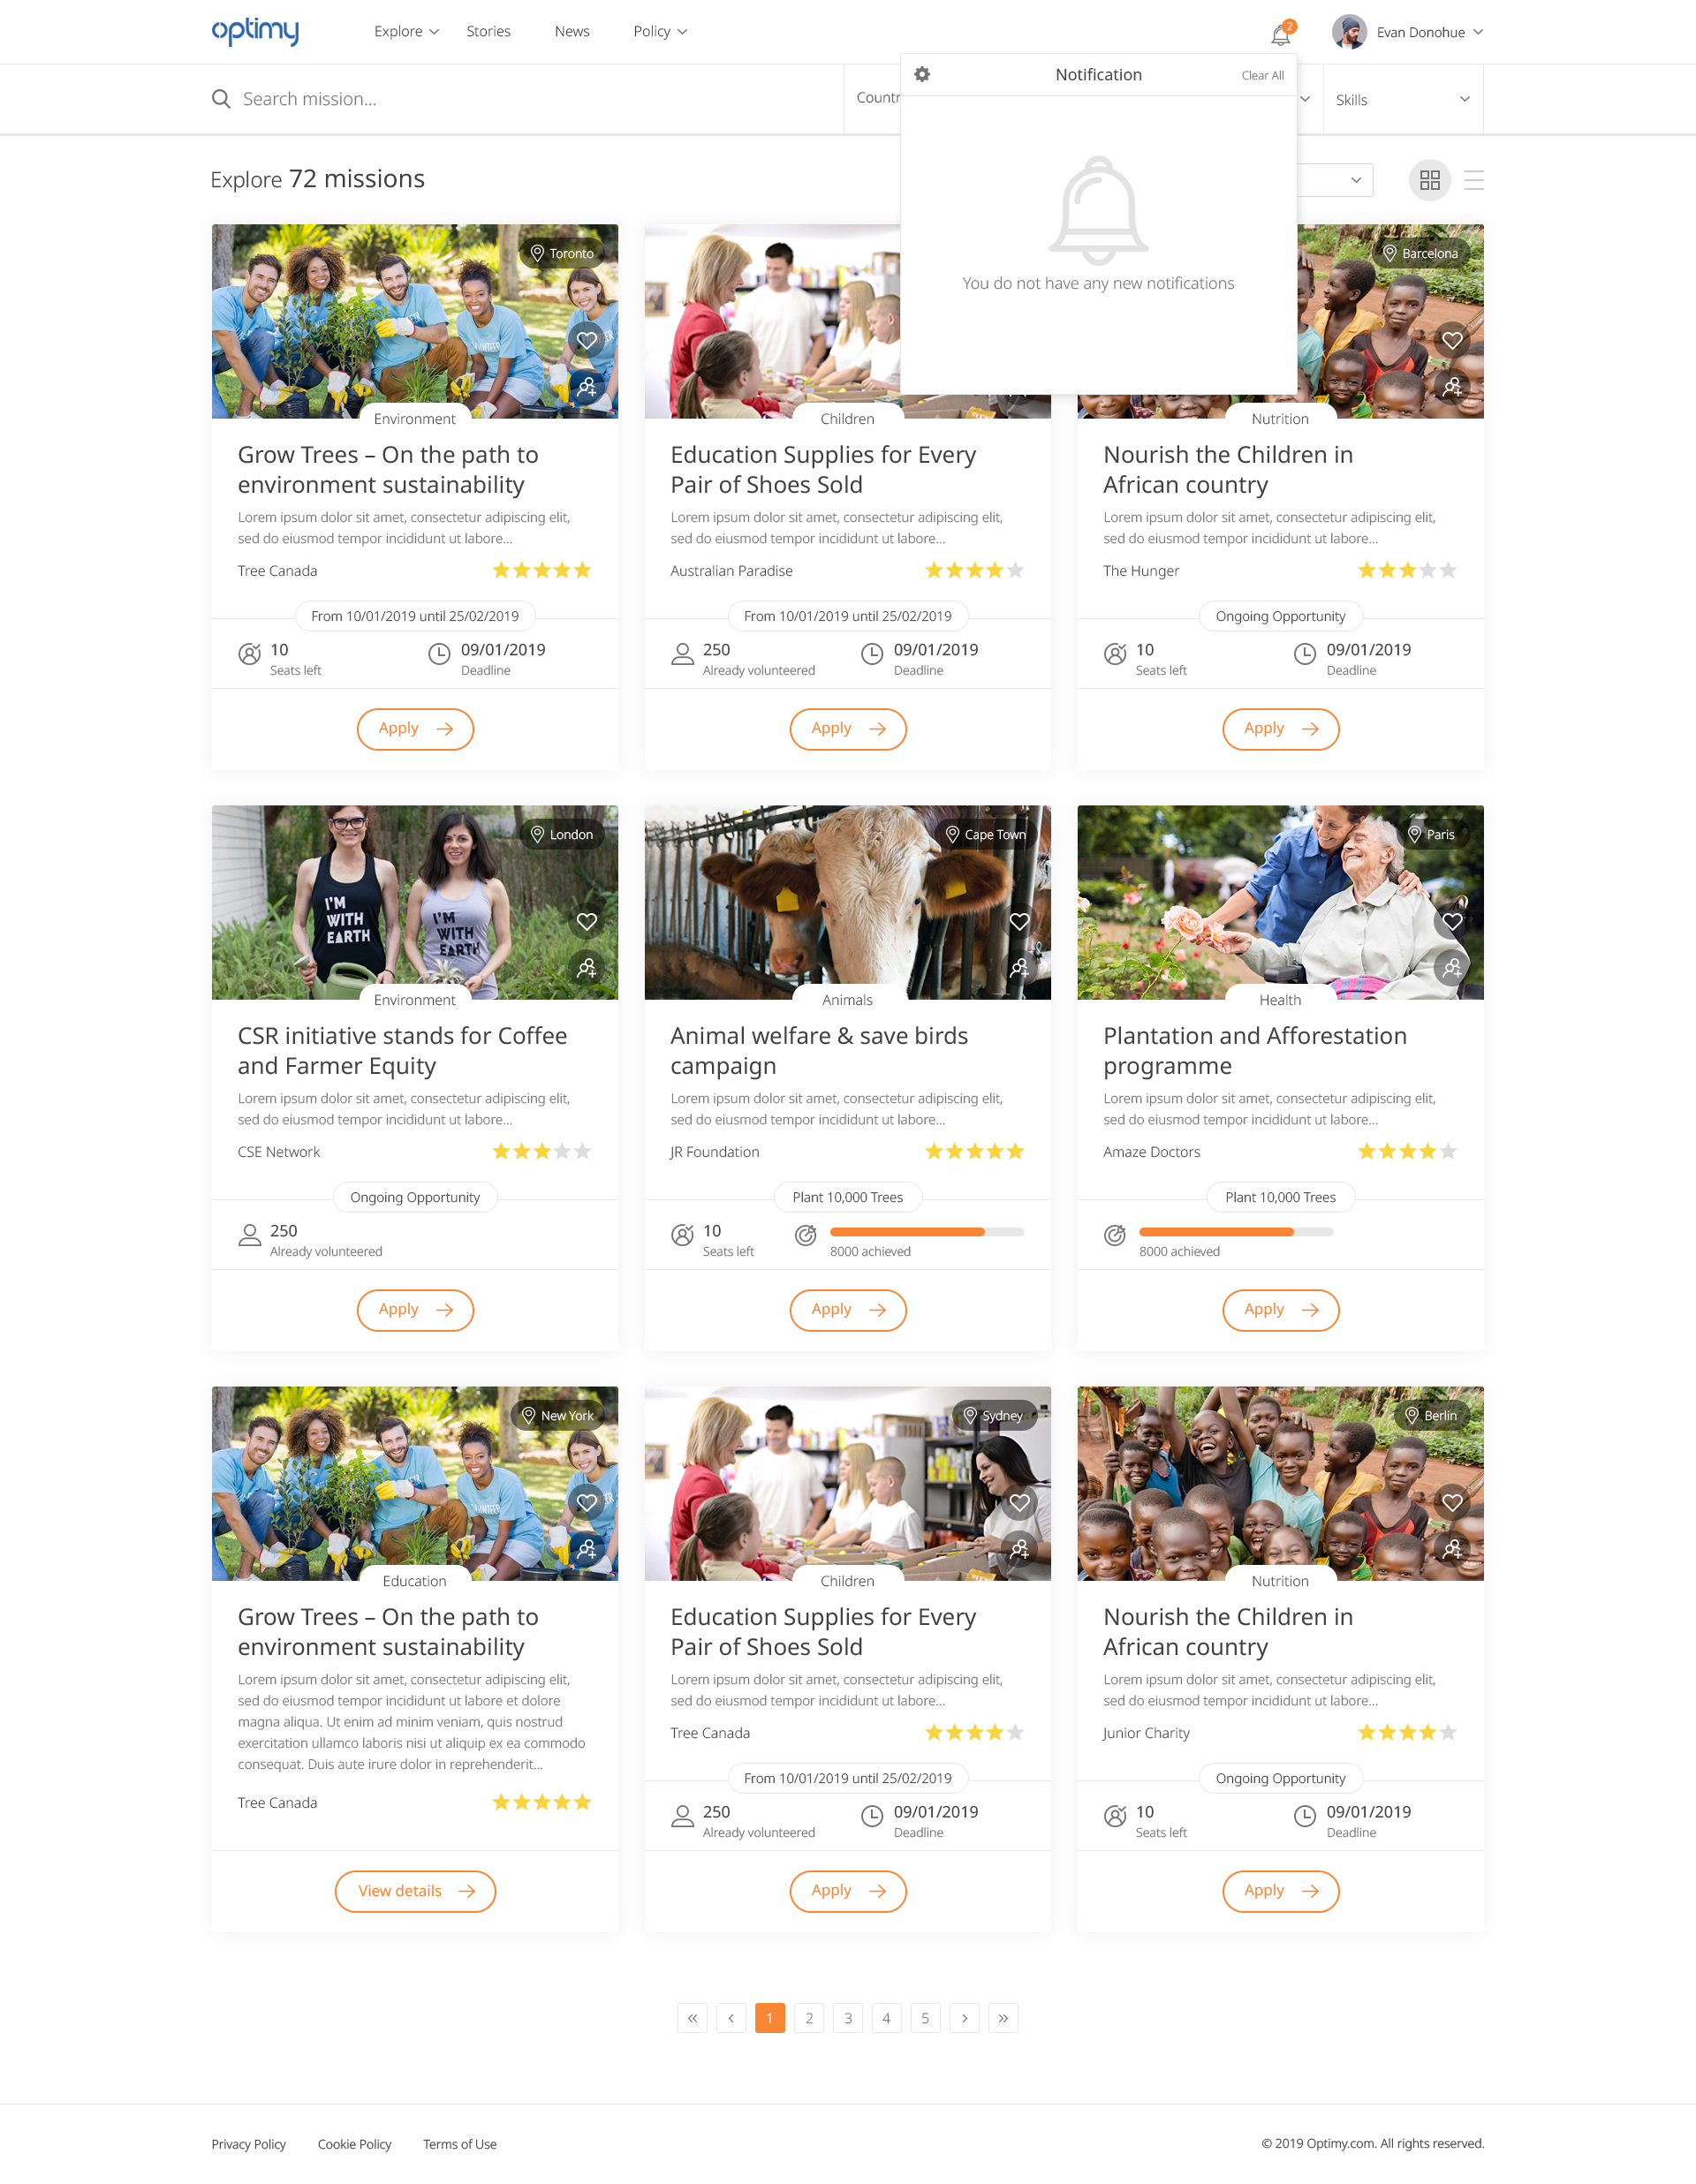 optimy
Explore
Stories
News
Policy
2
Evan Donohue
Search mission...
Countr
Skills
Notification
Clear All
You do not have any new notifications
Explore 72 missions
Toronto
Environment
Grow Trees – On the path to
environment sustainability
Lorem ipsum dolor sit amet, consectetur adipiscing elit,
sed do eiusmod tempor incididunt ut labore...
Tree Canada
From 10/01/2019 until 25/02/2019
10
Seats left
09/01/2019
Deadline
Apply
Children
Education Supplies for Every
Pair of Shoes Sold
Lorem ipsum dolor sit amet, consectetur adipiscing elit,
sed do eiusmod tempor incididunt ut labore...
Australian Paradise
From 10/01/2019 until 25/02/2019
250
Already volunteered
09/01/2019
Deadline
Apply
Barcelona
Nutrition
Nourish the Children in
African country
Lorem ipsum dolor sit amet, consectetur adipiscing elit,
sed do eiusmod tempor incididunt ut labore...
The Hunger
Ongoing Opportunity
10
Seats left
09/01/2019
Deadline
Apply
London
I'M
WITH
EARTH
I'M
WITH
EARTH
Environment
CSR initiative stands for Coffee
and Farmer Equity
Lorem ipsum dolor sit amet, consectetur adipiscing elit,
sed do eiusmod tempor incididunt ut labore...
CSE Network
Ongoing Opportunity
250
Already volunteered
Apply
Cape Town
Animals
Animal welfare & save birds
campaign
Lorem ipsum dolor sit amet, consectetur adipiscing elit,
sed do eiusmod tempor incididunt ut labore...
JR Foundation
Plant 10,000 Trees
10
Seats left
8000 achieved
Apply
Paris
Health
Plantation and Afforestation
programme
Lorem ipsum dolor sit amet, consectetur adipiscing elit,
sed do eiusmod tempor incididunt ut labore...
Amaze Doctors
Plant 10,000 Trees
8000 achieved
Apply
New York
Education
Grow Trees – On the path to
environment sustainability
Lorem ipsum dolor sit amet, consectetur adipiscing elit,
sed do eiusmod tempor incididunt ut labore et dolore
magna aliqua. Ut enim ad minim veniam, quis nostrud
exercitation ullamco laboris nisi ut aliquip ex ea commodo
consequat. Duis aute irure dolor in reprehenderit...
Tree Canada
View details
Sydney
Children
Education Supplies for Every
Pair of Shoes Sold
Lorem ipsum dolor sit amet, consectetur adipiscing elit,
sed do eiusmod tempor incididunt ut labore...
Tree Canada
From 10/01/2019 until 25/02/2019
250
Already volunteered
09/01/2019
Deadline
Apply
Berlin
Nutrition
Nourish the Children in
African country
Lorem ipsum dolor sit amet, consectetur adipiscing elit,
sed do eiusmod tempor incididunt ut labore...
Junior Charity
Ongoing Opportunity
10
Seats left
09/01/2019
Deadline
Apply
« ‹ 1 2 3 4 5 › »
Privacy Policy
Cookie Policy
Terms of Use
© 2019 Optimy.com. All rights reserved.